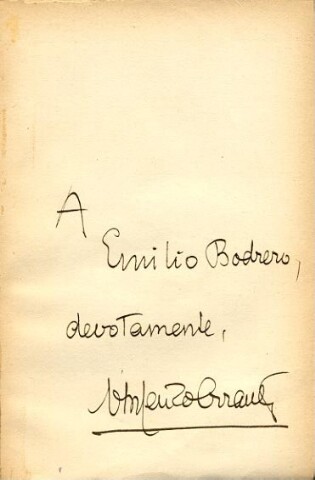 A
Emilio Bodrero,
devotamente,